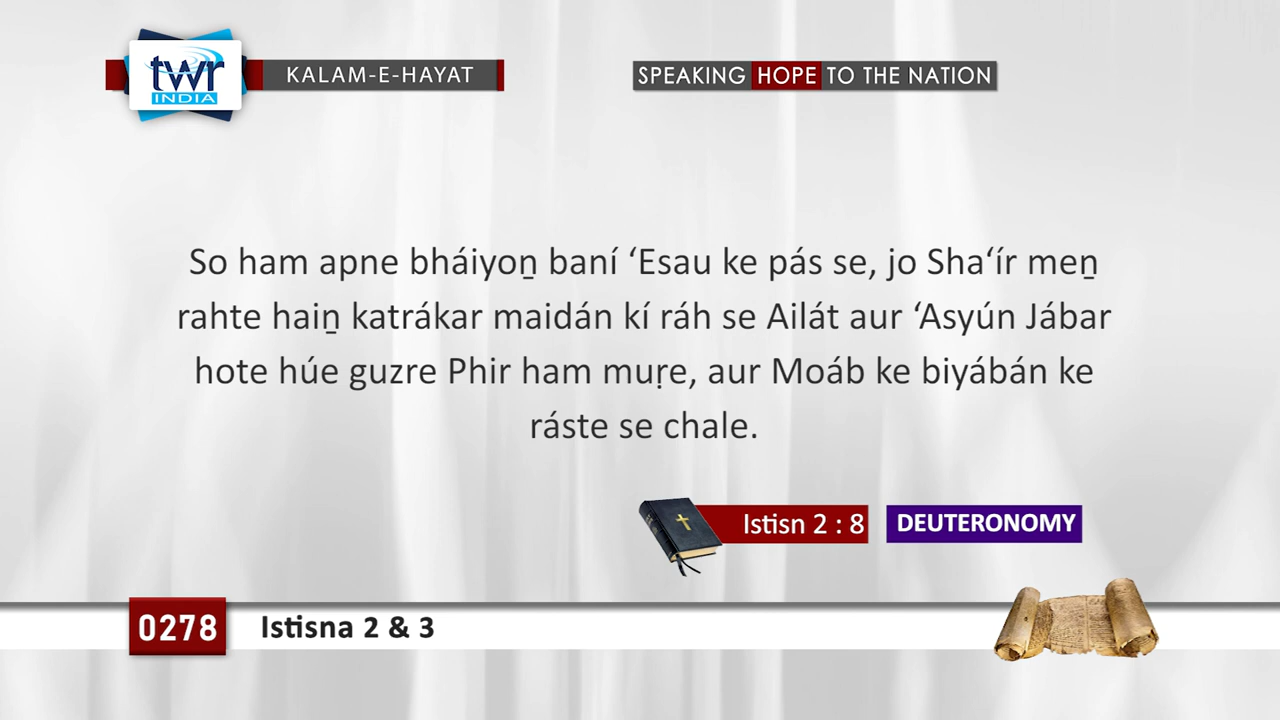 twr
INDIA
KALAM-E-HAYAT
SPEAKING HOPE TO THE NATION
So ham apne bháiyoṉ baní ‘Esau ke pás se, jo Sha‘ír meṉ
rahte haiṉ katrákar maidán kí ráh se Ailát aur ‘Asyún Jábar
hote húe guzre Phir ham muṛe, aur Moáb ke biyábán ke
ráste se chale.
Istisn 2 : 8
DEUTERONOMY
0278
Istisna 2 & 3